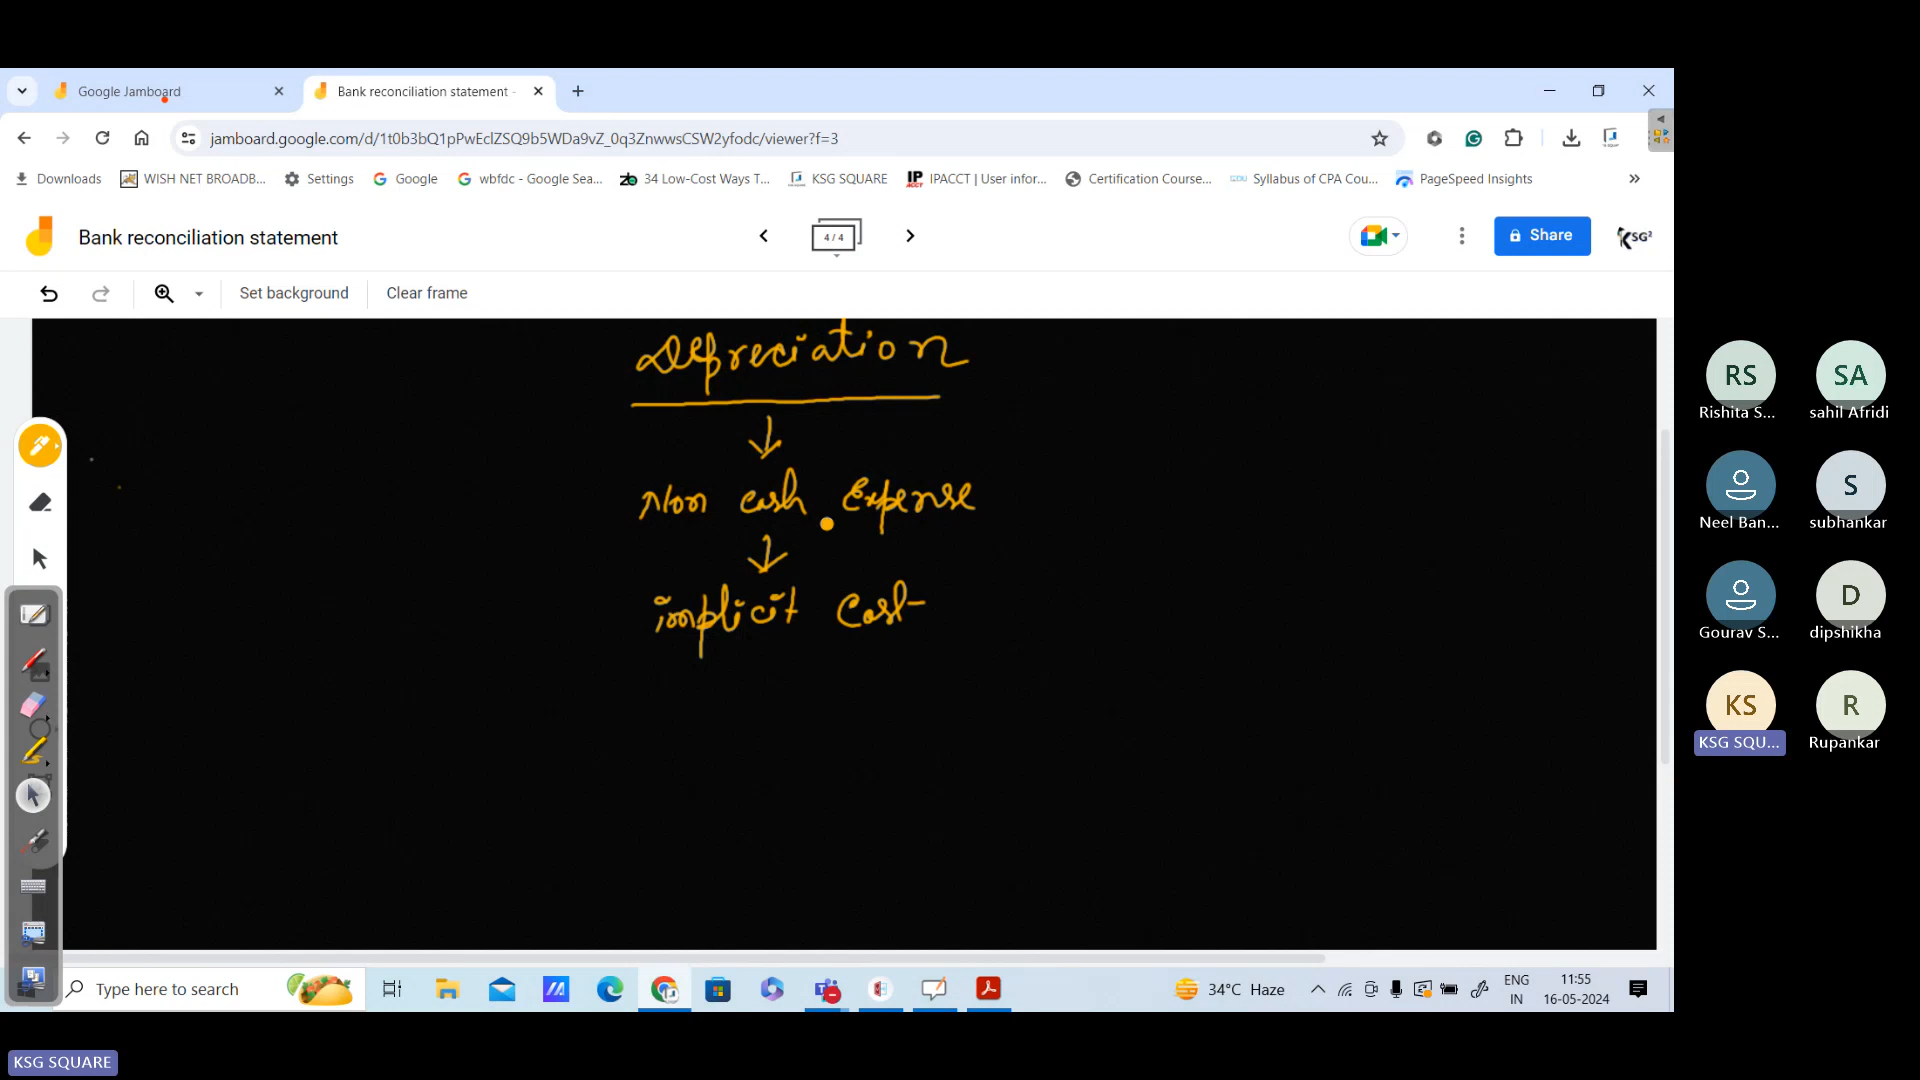 Google Jamboard
Bank reconciliation statement -
jamboard.google.com/d/1t0b3bQ1pPwEclZSQ9b5WDa9vZ_0q3ZnwwsCSW2yfodc/viewer?f=3
Downloads WISH NET BROADB... Settings Google wbfdc - Google Sea... 34 Low-Cost Ways T... KSG SQUARE IPACCT | User infor... Certification Course... Syllabus of CPA Cou... PageSpeed Insights »
Bank reconciliation statement
4 / 4
Share
KSG²
Set background Clear frame
Depreciation
Non cash Expense
implicit Cost
RS
Rishita S...
SA
sahil Afridi
Neel Ban...
S
subhankar
Gourav S...
D
dipshikha
KS
KSG SQU...
R
Rupankar
Type here to search
34°C Haze
ENG
IN
11:55
16-05-2024
KSG SQUARE